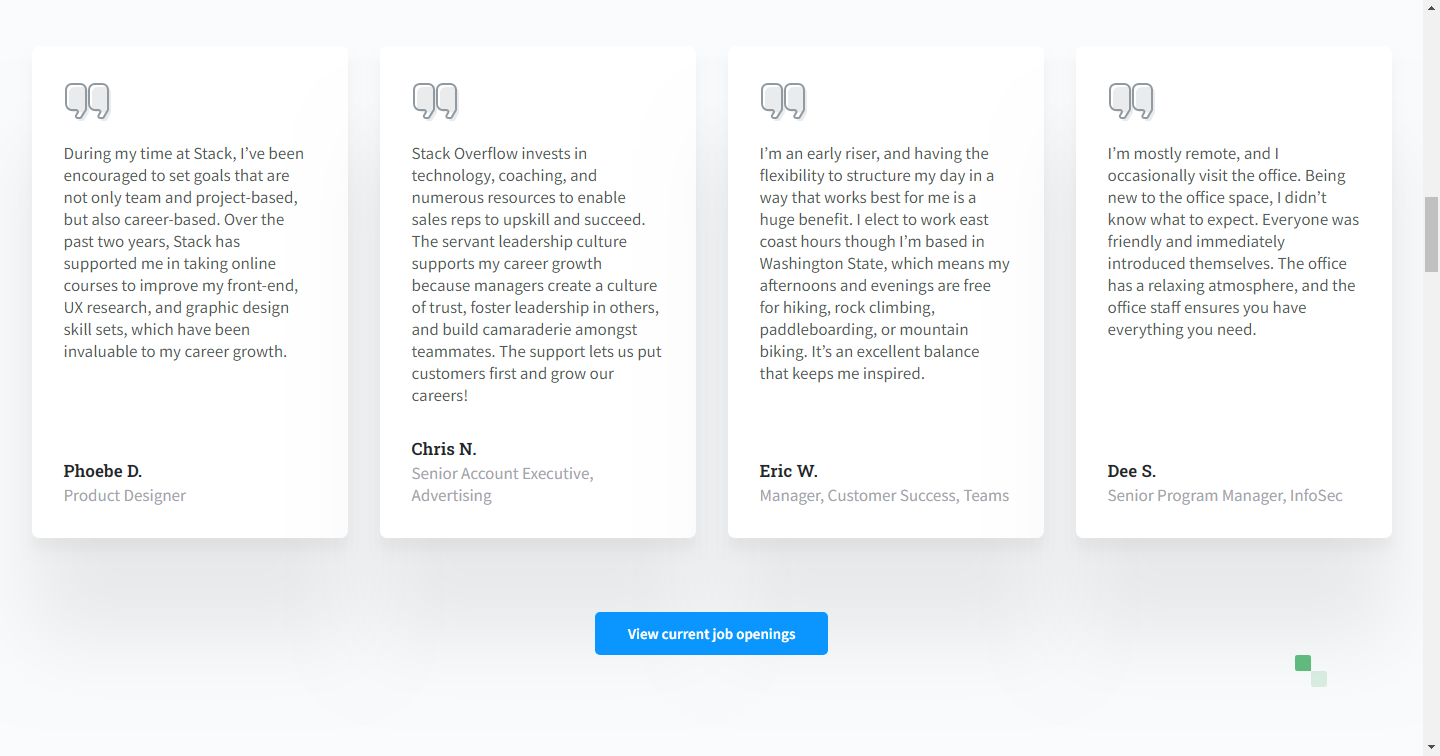 During my time at Stack, I’ve been
encouraged to set goals that are
not only team and project-based,
but also career-based. Over the
past two years, Stack has
supported me in taking online
courses to improve my front-end,
UX research, and graphic design
skill sets, which have been
invaluable to my career growth.
Phoebe D.
Product Designer
Stack Overflow invests in
technology, coaching, and
numerous resources to enable
sales reps to upskill and succeed.
The servant leadership culture
supports my career growth
because managers create a culture
of trust, foster leadership in others,
and build camaraderie amongst
teammates. The support lets us put
customers first and grow our
careers!
Chris N.
Senior Account Executive,
Advertising
I’m an early riser, and having the
flexibility to structure my day in a
way that works best for me is a
huge benefit. I elect to work east
coast hours though I’m based in
Washington State, which means my
afternoons and evenings are free
for hiking, rock climbing,
paddleboarding, or mountain
biking. It’s an excellent balance
that keeps me inspired.
Eric W.
Manager, Customer Success, Teams
I’m mostly remote, and I
occasionally visit the office. Being
new to the office space, I didn’t
know what to expect. Everyone was
friendly and immediately
introduced themselves. The office
has a relaxing atmosphere, and the
office staff ensures you have
everything you need.
Dee S.
Senior Program Manager, InfoSec
View current job openings